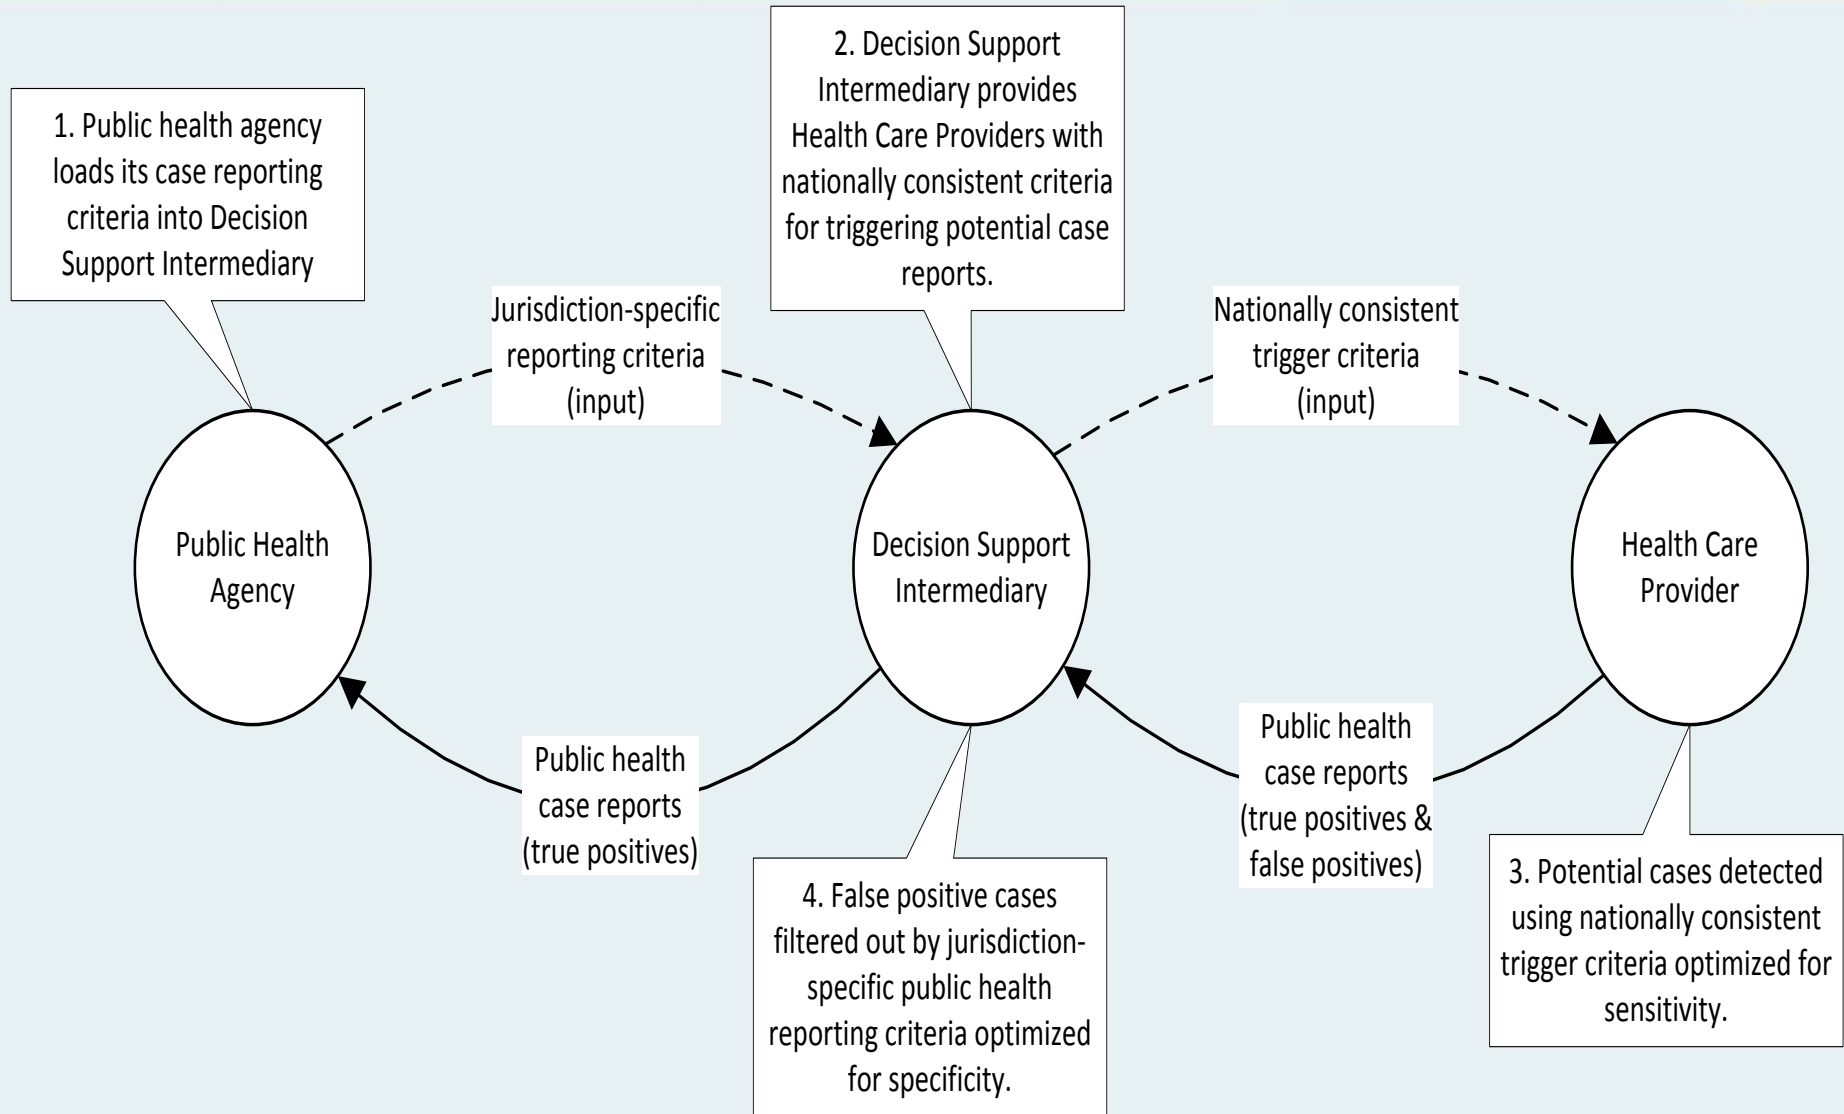 1. Public health agency
loads its case reporting
criteria into Decision
Support Intermediary
2. Decision Support
Intermediary provides
Health Care Providers with
nationally consistent criteria
for triggering potential case
reports.
Jurisdiction-specific
reporting criteria
(input)
Nationally consistent
trigger criteria
(input)
Public Health
Agency
Decision Support
Intermediary
Health Care
Provider
Public health
case reports
(true positives)
Public health
case reports
(true positives &
false positives)
4. False positive cases
filtered out by jurisdiction-
specific public health
reporting criteria optimized
for specificity.
3. Potential cases detected
using nationally consistent
trigger criteria optimized for
sensitivity.